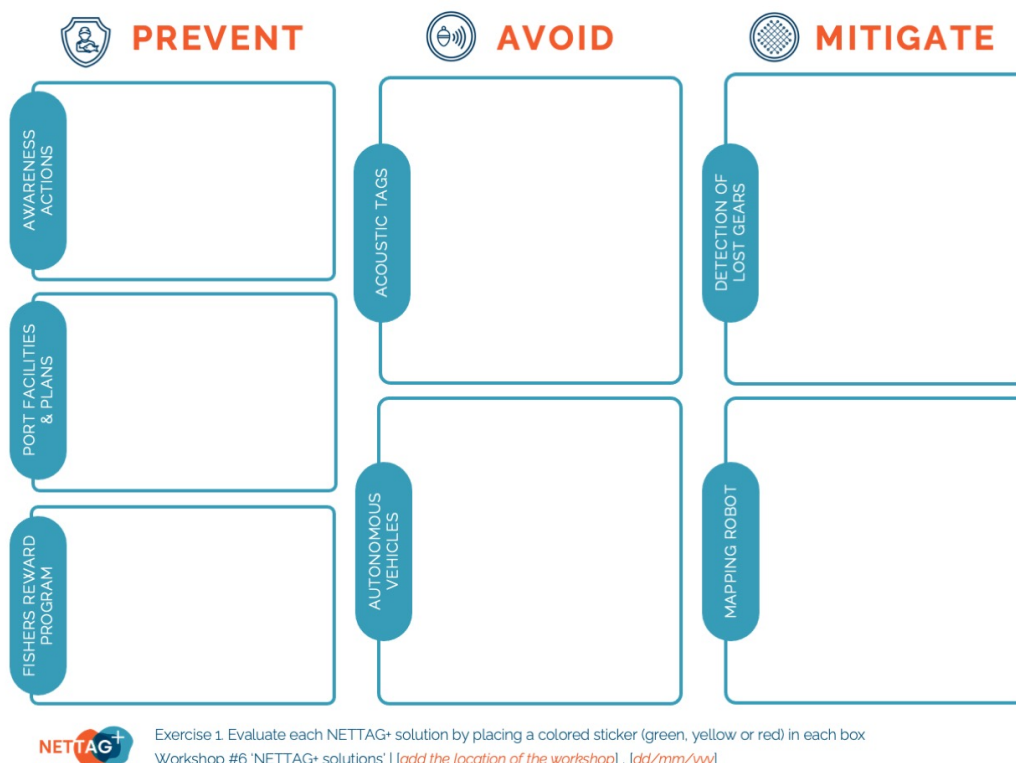 PREVENT
AWARENESS
ACTIONS
PORT FACILITIES
& PLANS
FISHERS REWARD
PROGRAM
AVOID
ACOUSTIC TAGS
AUTONOMOUS
VEHICLES
MITIGATE
DETECTION OF
LOST GEARS
MAPPING ROBOT
NETTAG+
Exercise 1. Evaluate each NETTAG+ solution by placing a colored sticker (green, yellow or red) in each box
Workshop #6 'NETTAG+ solutions' | [add the location of the workshop] , [dd/mm/yy]